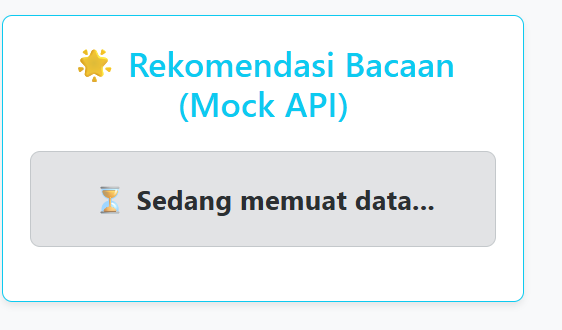 🌟 Rekomendasi Bacaan
(Mock API)
⏳ Sedang memuat data...